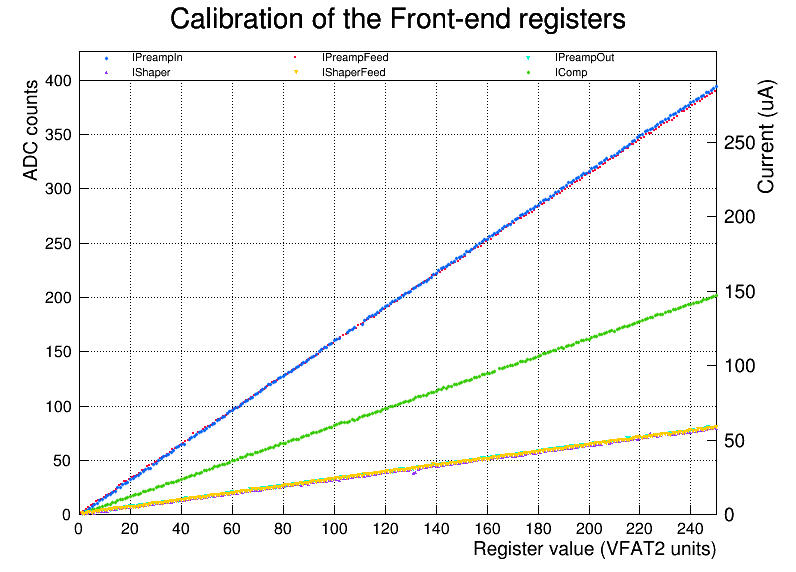 Calibration of the Front-end registers
IPreampIn IPreampFeed IPreampOut
IShaper IShaperFeed IComp
ADC counts
400
350
300
250
200
150
100
50
0
Current (uA)
250
200
150
100
50
0
0 20 40 60 80 100 120 140 160 180 200 220 240
Register value (VFAT2 units)